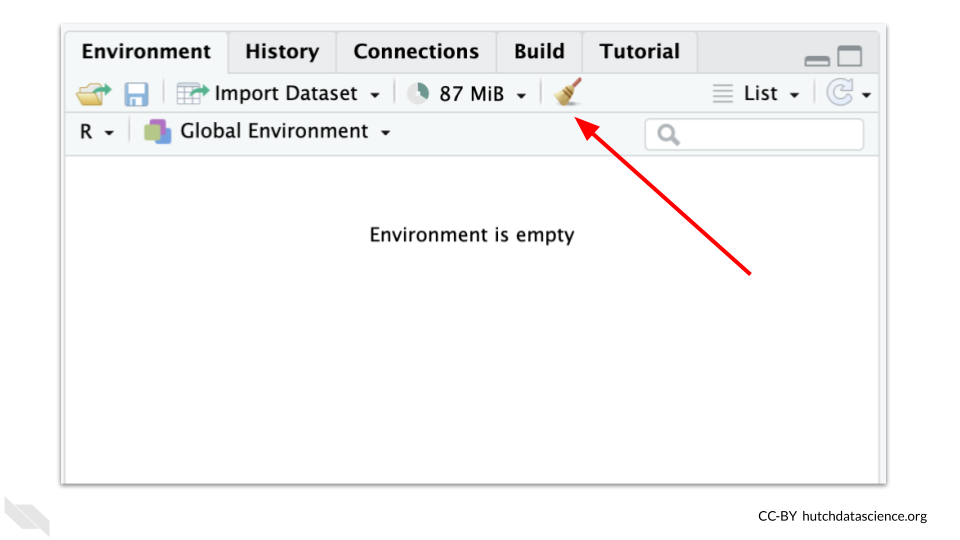 Environment History Connections Build Tutorial
Import Dataset 87 MiB List
R Global Environment
Environment is empty
CC-BY hutchdatascience.org